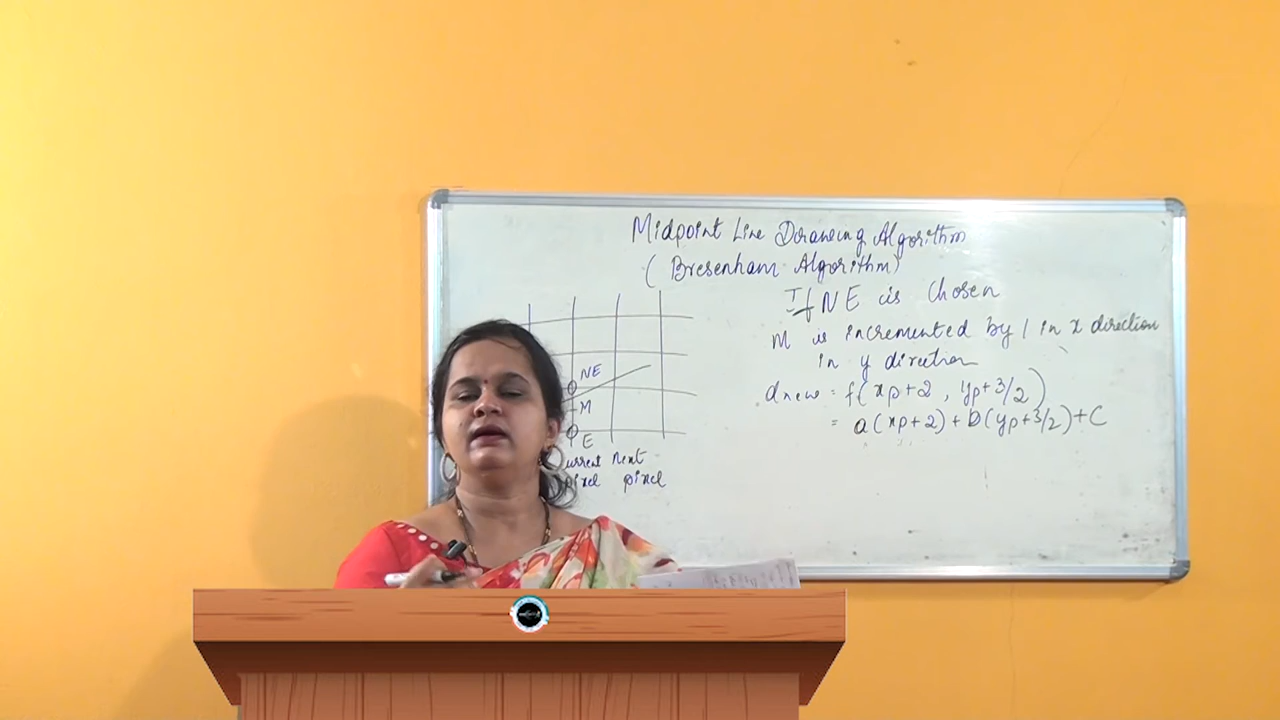 Midpoint Line Drawing Algorithm
(Bresenham Algorithm)
If NE is chosen
M is incremented by 1 in x direction
in y direction
dnew = f(xp+2, yp+3/2)
= a(xp+2) + b(yp+3/2)+C
NE
M
E
urrent Next
pixel pixel